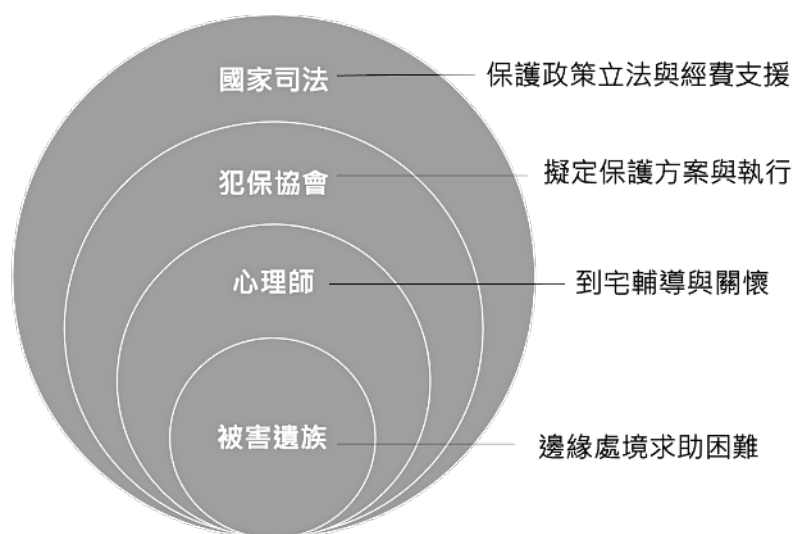 國家司法
保護政策立法與經費支援
犯保協會
擬定保護方案與執行
心理師
到宅輔導與關懷
被害遺族
邊緣處境求助困難